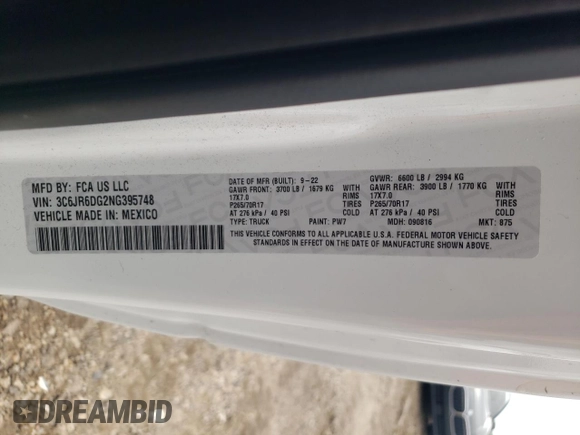 MFD BY: FCA US LLC
VIN: 3C6JR6DG2NG395748
VEHICLE MADE IN: MEXICO
DATE OF MFR (BUILT): 9-22 GVWR: 6600 LB / 2994 KG
GAWR FRONT: 3700 LB / 1679 KG WITH GAWR REAR: 3900 LB / 1770 KG WITH
17X7.0 RIMS 17X7.0 RIMS
P265/70R17 TIRES P265/70R17 TIRES
AT 276 kPa / 40 PSI COLD AT 276 kPa / 40 PSI COLD
TYPE: TRUCK PAINT: PW7 MDH: 090816 MKT: 875
THIS VEHICLE CONFORMS TO ALL APPLICABLE U.S.A. FEDERAL MOTOR VEHICLE SAFETY
STANDARDS IN EFFECT ON THE DATE OF MANUFACTURE SHOWN ABOVE.
DREAMBID